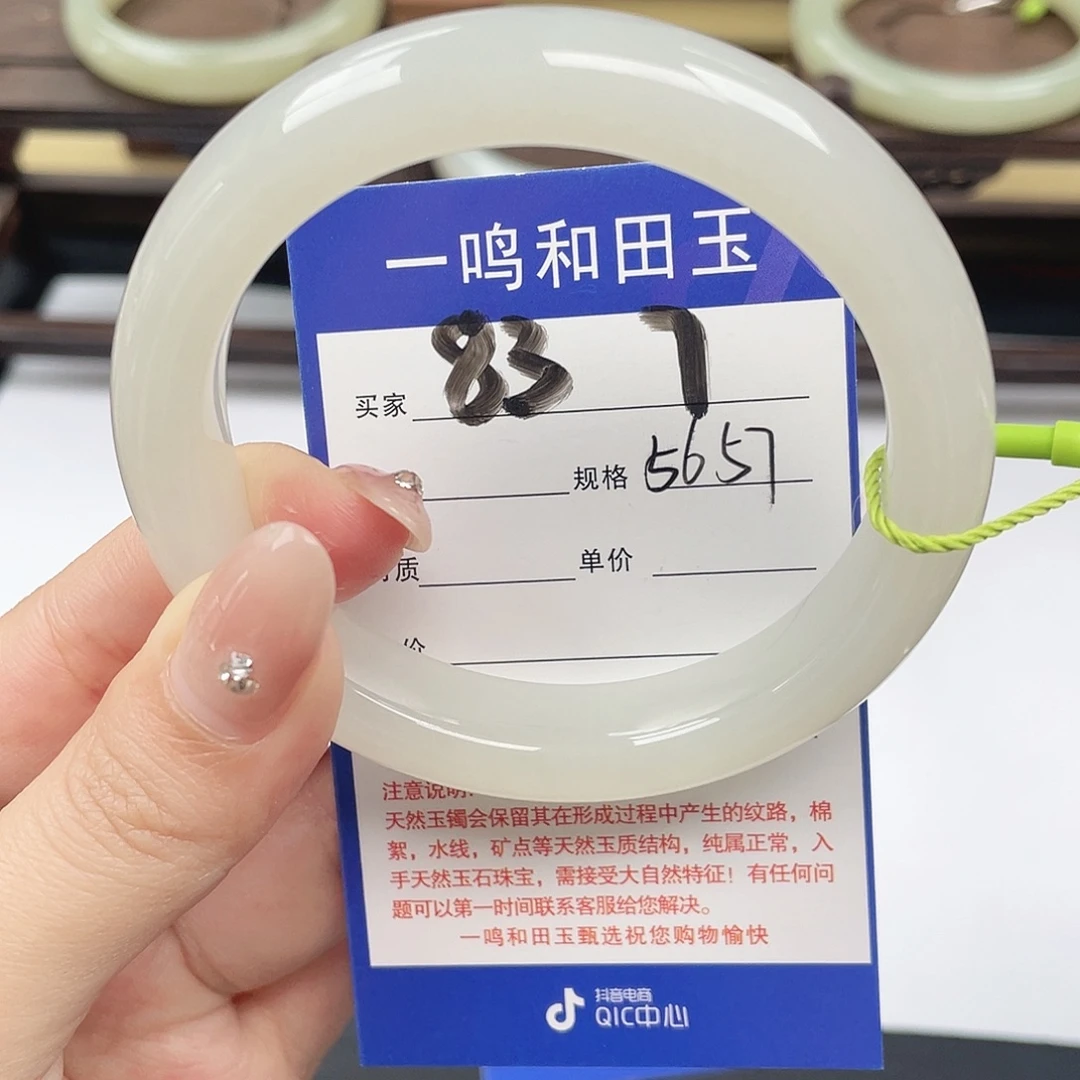 一鸣和田玉
买家 83 7
规格 5657
质 单价
价
注意说明:
天然玉镯会保留其在形成过程中产生的纹路，棉
絮，水线，矿点等天然玉质结构，纯属正常，入
手天然玉石珠宝，需接受大自然特征！有任何问
题可以第一时间联系客服给您解决。
一鸣和田玉甄选祝您购物愉快
抖音电商
QIC中心